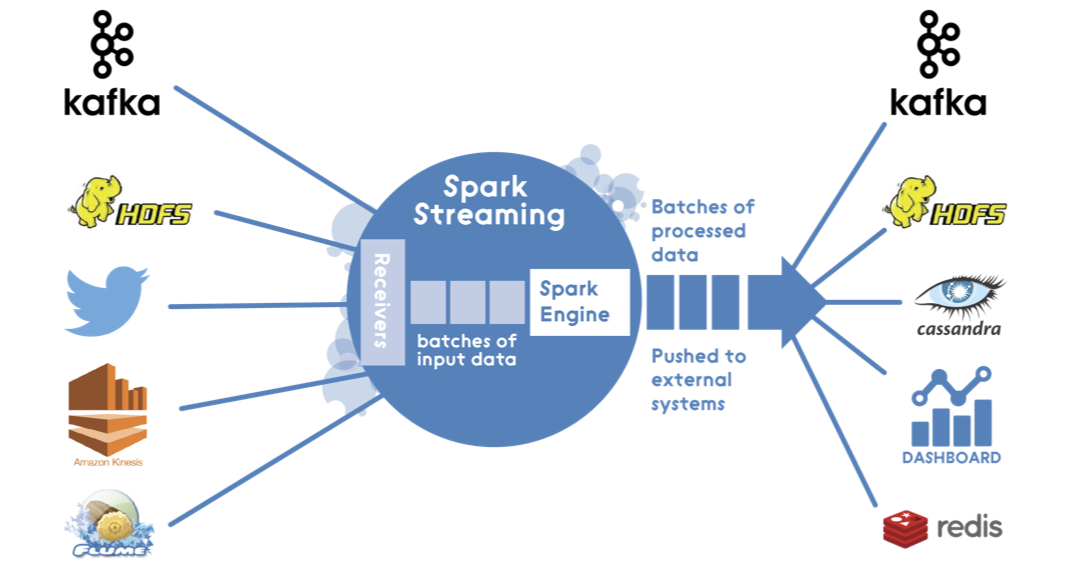 kafka
HDFS
Amazon Kinesis
FLUME
Spark
Streaming
Receivers
batches of
input data
Spark
Engine
Batches of
processed
data
Pushed to
external
systems
kafka
HDFS
cassandra
DASHBOARD
redis